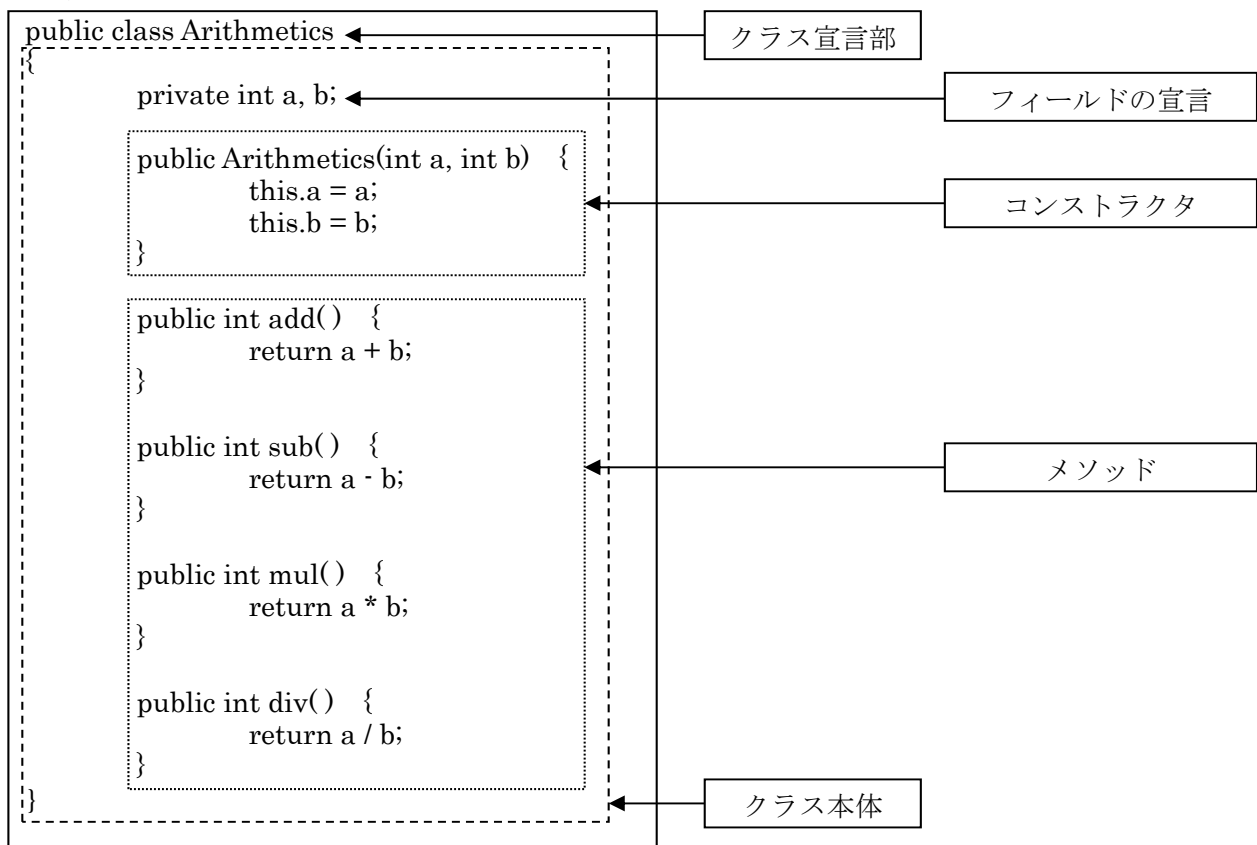 public class Arithmetics
クラス宣言部
{
private int a, b;
フィールドの宣言
public Arithmetics(int a, int b) {
this.a = a;
this.b = b;
}
コンストラクタ
public int add( ) {
return a + b;
}
public int sub( ) {
return a - b;
}
メソッド
public int mul( ) {
return a * b;
}
public int div( ) {
return a / b;
}
}
クラス本体